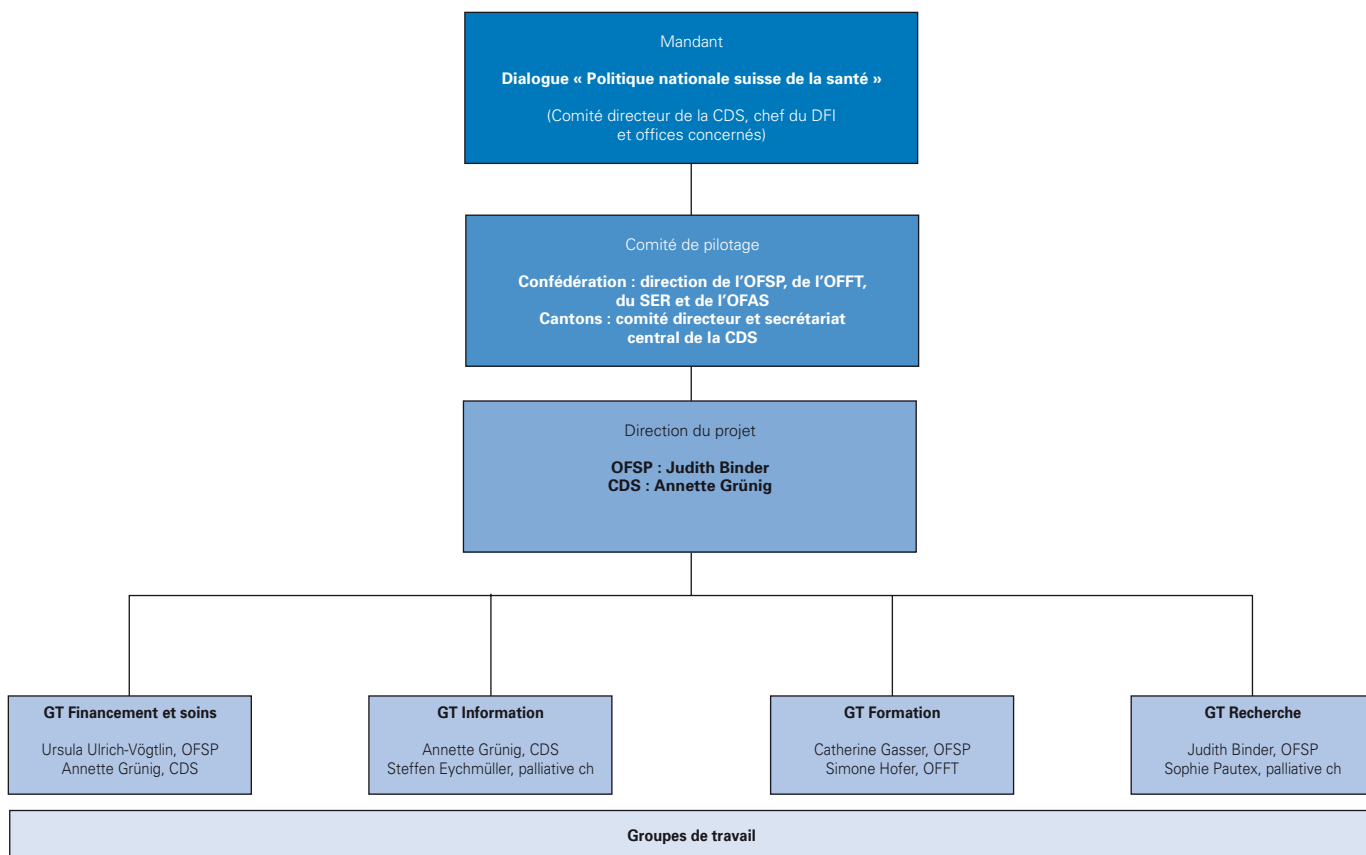 Mandant
Dialogue « Politique nationale suisse de la santé »
(Comité directeur de la CDS, chef du DFI
et offices concernés)
Comité de pilotage
Confédération : direction de l'OFSP, de l'OFFT,
du SER et de l'OFAS
Cantons : comité directeur et secrétariat
central de la CDS
Direction du projet
OFSP : Judith Binder
CDS : Annette Grünig
GT Financement et soins
Ursula Ulrich-Vögtlin, OFSP
Annette Grünig, CDS
GT Information
Annette Grünig, CDS
Steffen Eychmüller, palliative ch
GT Formation
Catherine Gasser, OFSP
Simone Hofer, OFFT
GT Recherche
Judith Binder, OFSP
Sophie Pautex, palliative ch
Groupes de travail